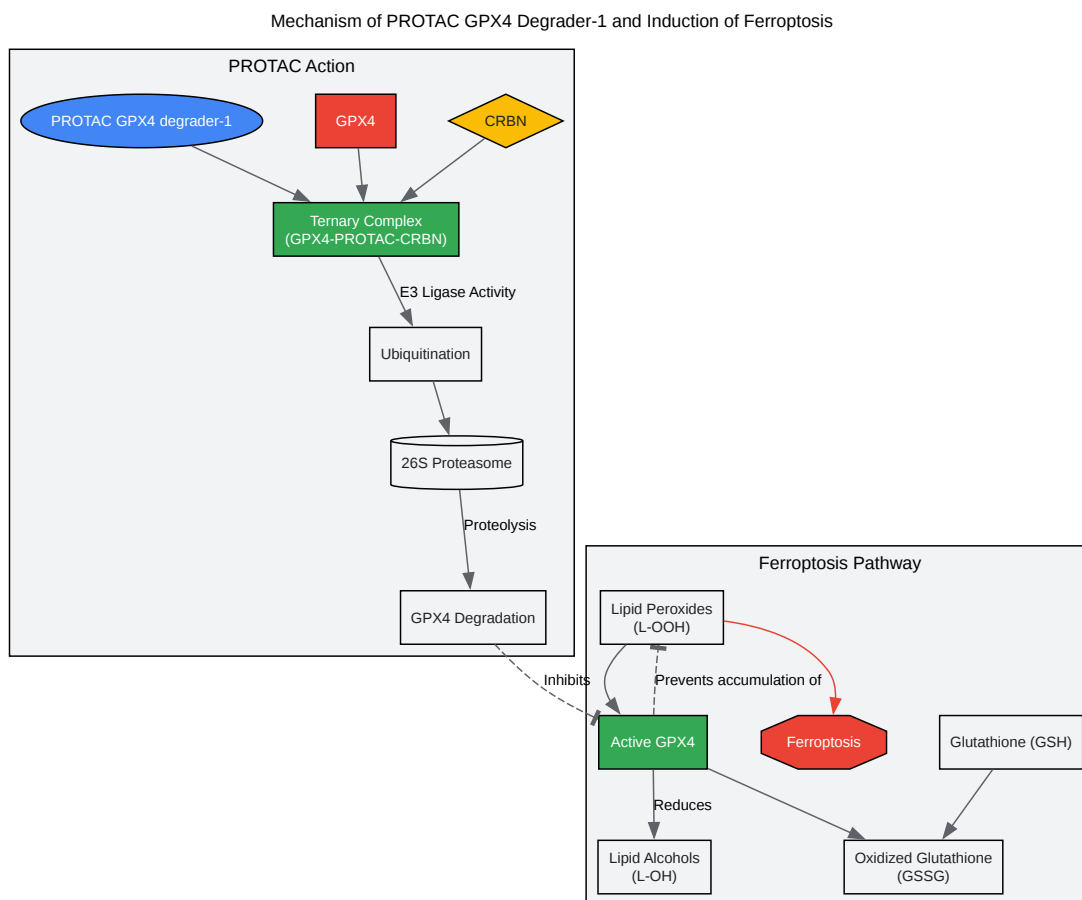 Mechanism of PROTAC GPX4 Degrader-1 and Induction of Ferroptosis
PROTAC Action
PROTAC GPX4 degrader-1
GPX4
CRBN
Ternary Complex
(GPX4-PROTAC-CRBN)
E3 Ligase Activity
Ubiquitination
26S Proteasome
Proteolysis
GPX4 Degradation
Ferroptosis Pathway
Lipid Peroxides
(L-OOH)
Inhibits
Prevents accumulation of
Active GPX4
Ferroptosis
Glutathione (GSH)
Reduces
Lipid Alcohols
(L-OH)
Oxidized Glutathione
(GSSG)